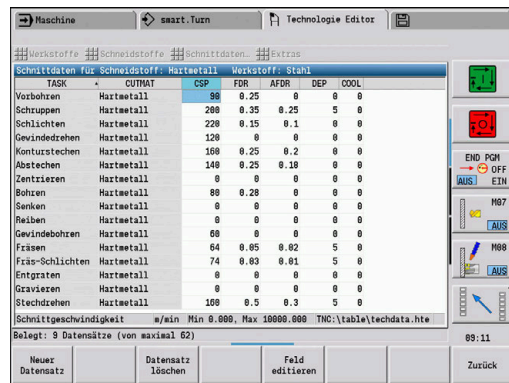 Maschine smart.Turn Technologie Editor
Werkstoffe Schneidstoffe Schnittdaten… Extras
Schnittdaten für Schneidstoff: Hartmetall Werkstoff: Stahl
TASK CUTMAT CSP FDR AFDR DEP COOL
Vorbohren Hartmetall 90 0.25 0 0 0
Schruppen Hartmetall 200 0.35 0.25 5 0
Schlichten Hartmetall 220 0.15 0.1 0 0
Gewindedrehen Hartmetall 120 0 0 0 0
Konturstechen Hartmetall 160 0.25 0.2 0 0
Abstechen Hartmetall 140 0.25 0.18 0 0
Zentrieren Hartmetall 0 0 0 0 0
Bohren Hartmetall 80 0.28 0 0 0
Senken Hartmetall 0 0 0 0 0
Reiben Hartmetall 0 0 0 0 0
Gewindebohren Hartmetall 60 0 0 0 0
Fräsen Hartmetall 64 0.05 0.02 5 0
Fräs-Schlichten Hartmetall 74 0.03 0.01 5 0
Entgraten Hartmetall 0 0 0 0 0
Gravieren Hartmetall 0 0 0 0 0
Stechdrehen Hartmetall 160 0.5 0.3 5 0
Schnittgeschwindigkeit m/min Min 0.000, Max 10000.000 TNC:\table\techdata.hte
Belegt: 9 Datensätze (von maximal 62)
END PGM
OFF
AUS EIN
M07
AUS
M08
AUS
09:11
Neuer Datensatz
Datensatz löschen
Feld editieren
Zurück